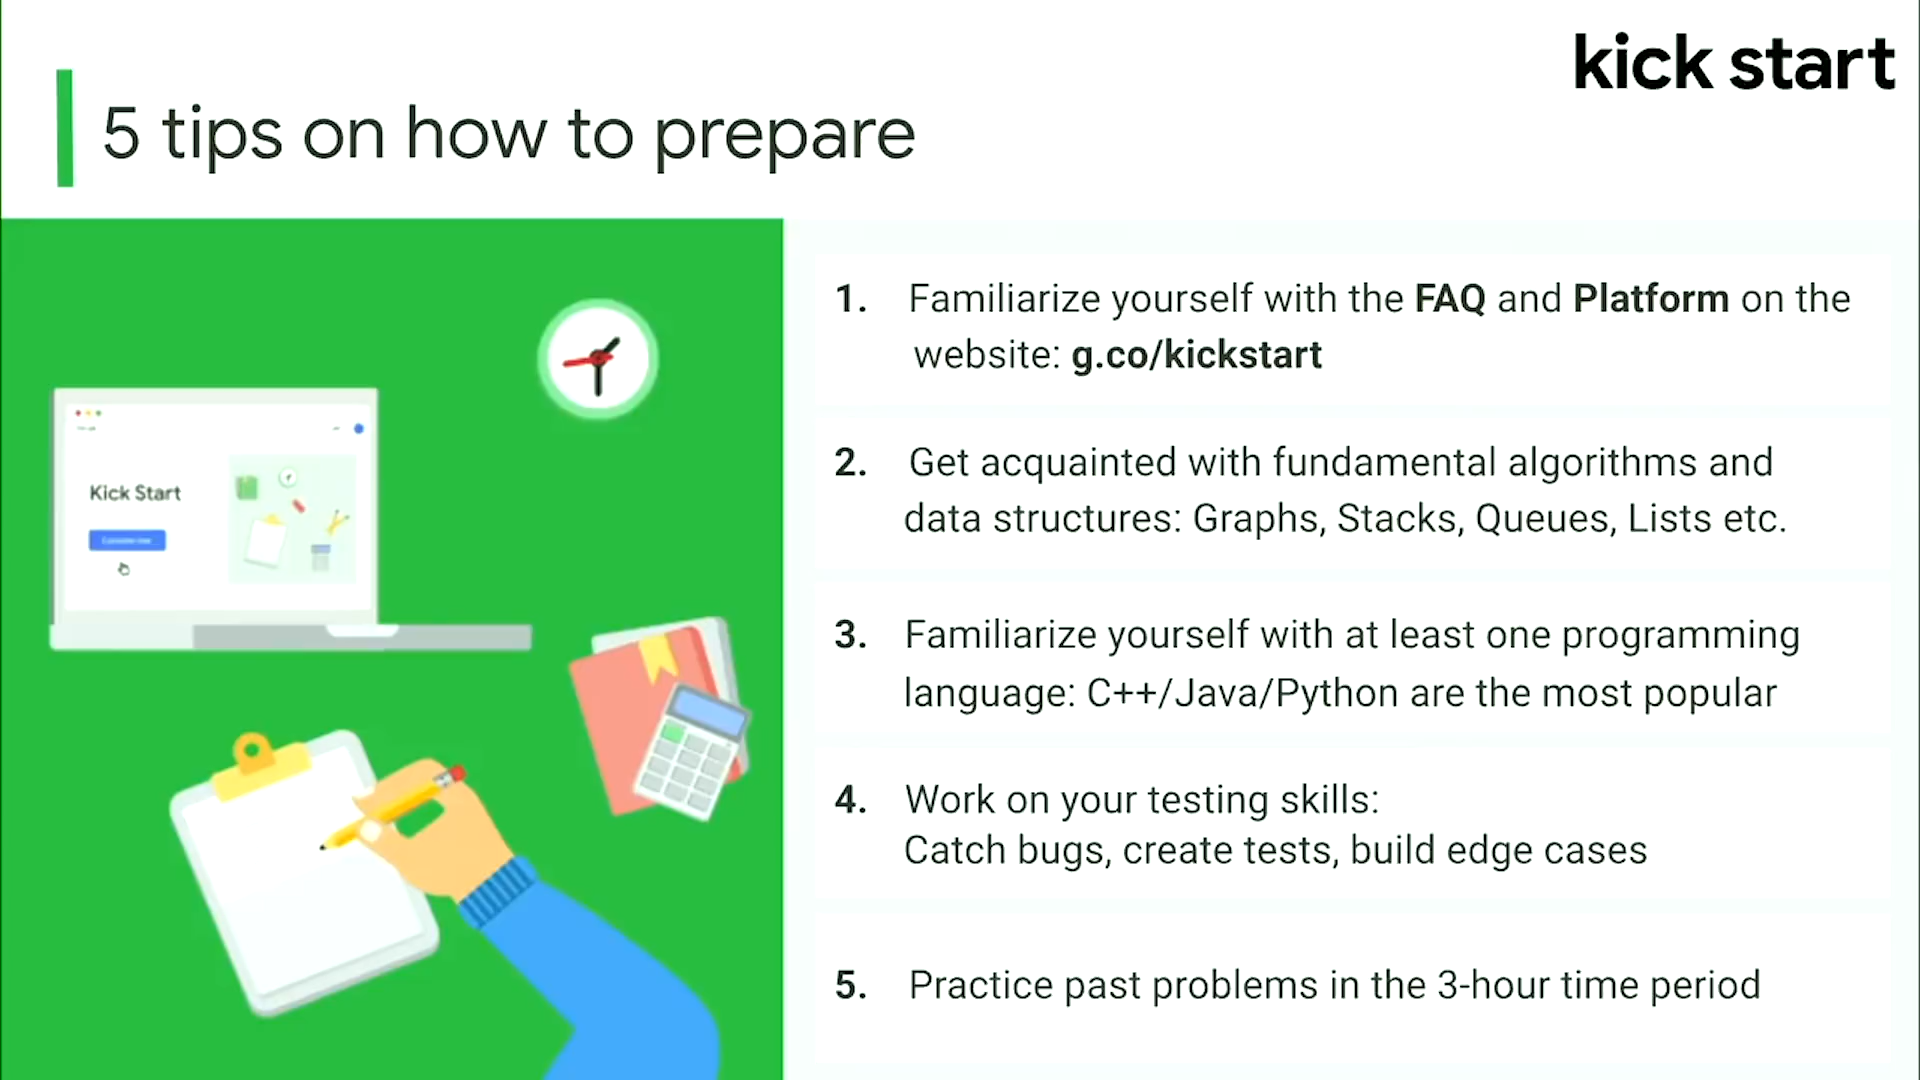 kick start
5 tips on how to prepare
1. Familiarize yourself with the FAQ and Platform on the
website: g.co/kickstart
2. Get acquainted with fundamental algorithms and
data structures: Graphs, Stacks, Queues, Lists etc.
3. Familiarize yourself with at least one programming
language: C++/Java/Python are the most popular
4. Work on your testing skills:
Catch bugs, create tests, build edge cases
5. Practice past problems in the 3-hour time period
Kick Start